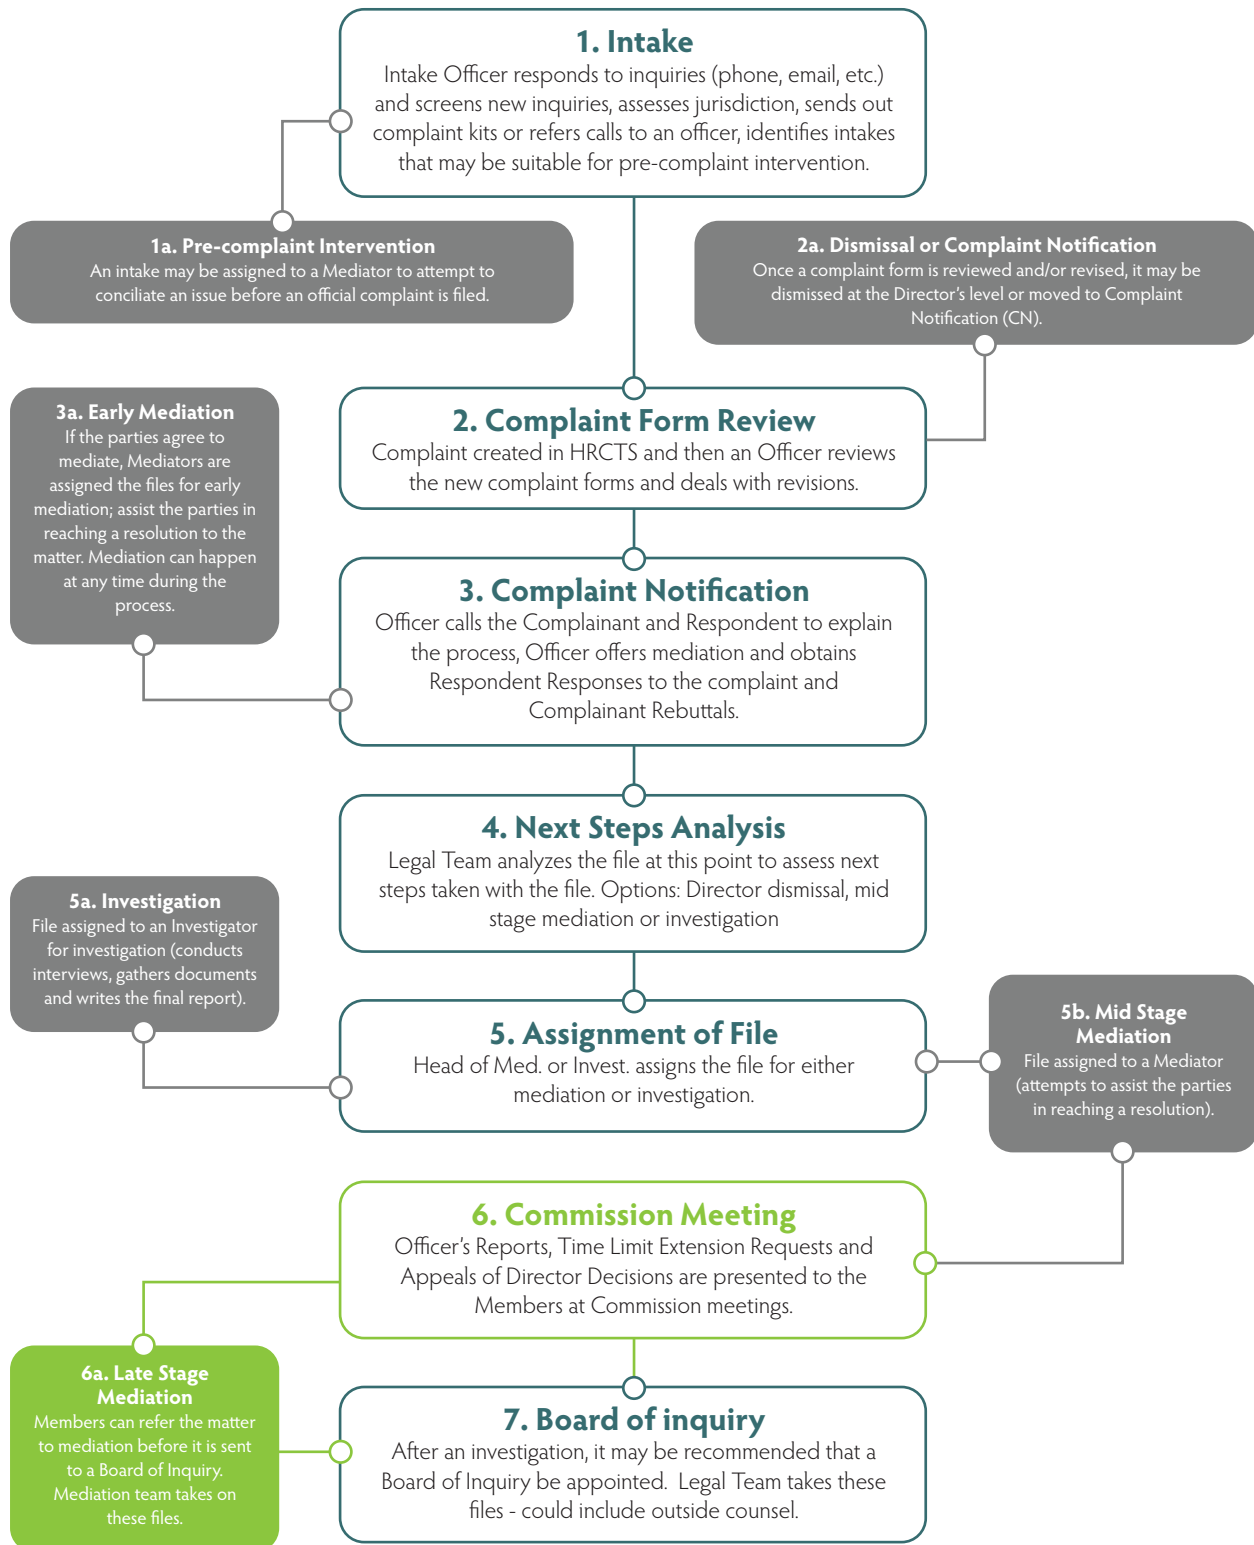 1. Intake
Intake Officer responds to inquiries (phone, email, etc.)
and screens new inquiries, assesses jurisdiction, sends out
complaint kits or refers calls to an officer, identifies intakes
that may be suitable for pre-complaint intervention.
1a. Pre-complaint Intervention
An intake may be assigned to a Mediator to attempt to
conciliate an issue before an official complaint is filed.
2a. Dismissal or Complaint Notification
Once a complaint form is reviewed and/or revised, it may be
dismissed at the Director's level or moved to Complaint
Notification (CN).
2. Complaint Form Review
Complaint created in HRCTS and then an Officer reviews
the new complaint forms and deals with revisions.
3a. Early Mediation
If the parties agree to
mediate, Mediators are
assigned the files for early
mediation; assist the parties in
reaching a resolution to the
matter. Mediation can happen
at any time during the
process.
3. Complaint Notification
Officer calls the Complainant and Respondent to explain
the process, Officer offers mediation and obtains
Respondent Responses to the complaint and
Complainant Rebuttals.
4. Next Steps Analysis
Legal Team analyzes the file at this point to assess next
steps taken with the file. Options: Director dismissal, mid
stage mediation or investigation
5a. Investigation
File assigned to an Investigator
for investigation (conducts
interviews, gathers documents
and writes the final report).
5. Assignment of File
Head of Med. or Invest. assigns the file for either
mediation or investigation.
5b. Mid Stage
Mediation
File assigned to a Mediator
(attempts to assist the parties
in reaching a resolution).
6. Commission Meeting
Officer's Reports, Time Limit Extension Requests and
Appeals of Director Decisions are presented to the
Members at Commission meetings.
6a. Late Stage
Mediation
Members can refer the matter
to mediation before it is sent
to a Board of Inquiry.
Mediation team takes on
these files.
7. Board of inquiry
After an investigation, it may be recommended that a
Board of Inquiry be appointed.  Legal Team takes these
files - could include outside counsel.